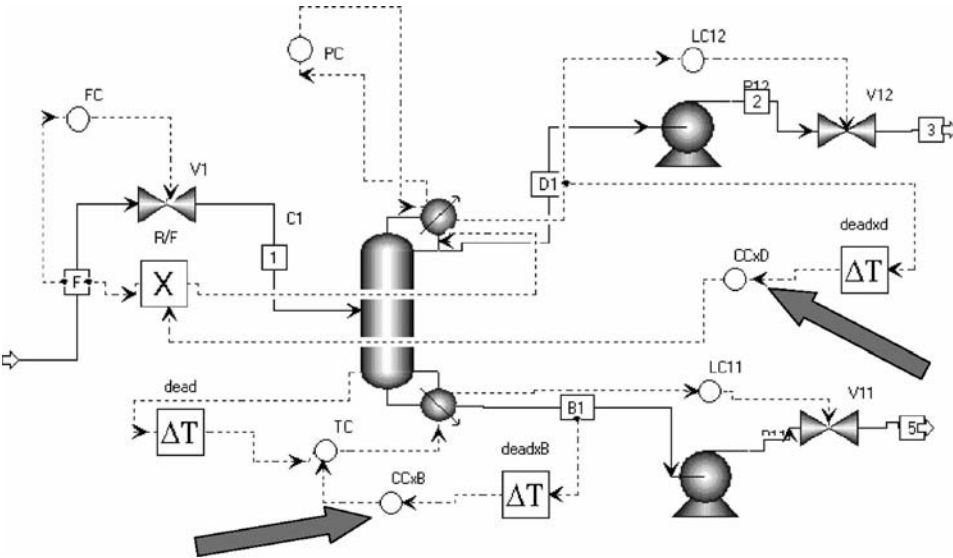 PC
LC12
FC
P12
2
V12
3
V1
D1
R/F
C1
deadxd
F
X
1
CCxD
ΔT
LC11
V11
dead
B1
5
ΔT
TC
deadxB
CCxB
ΔT